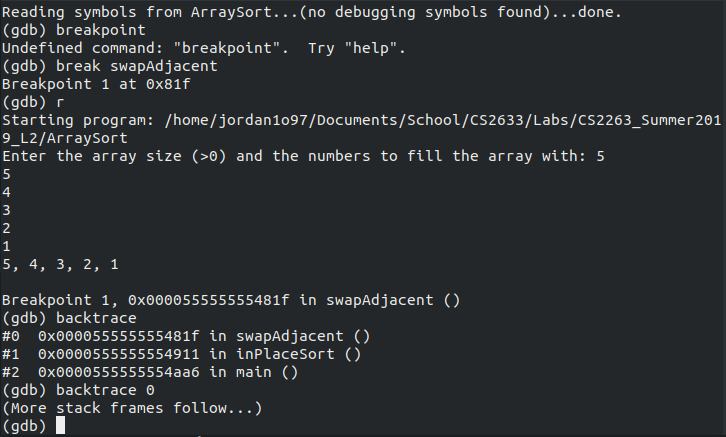 Reading symbols from ArraySort...(no debugging symbols found)...done.
(gdb) breakpoint
Undefined command: "breakpoint".  Try "help".
(gdb) break swapAdjacent
Breakpoint 1 at 0x81f
(gdb) r
Starting program: /home/jordan1o97/Documents/School/CS2633/Labs/CS2263_Summer201
9_L2/ArraySort
Enter the array size (>0) and the numbers to fill the array with: 5
5
4
3
2
1
5, 4, 3, 2, 1
Breakpoint 1, 0x000055555555481f in swapAdjacent ()
(gdb) backtrace
#0  0x000055555555481f in swapAdjacent ()
#1  0x0000555555554911 in inPlaceSort ()
#2  0x0000555555554aa6 in main ()
(gdb) backtrace 0
(More stack frames follow...)
(gdb)